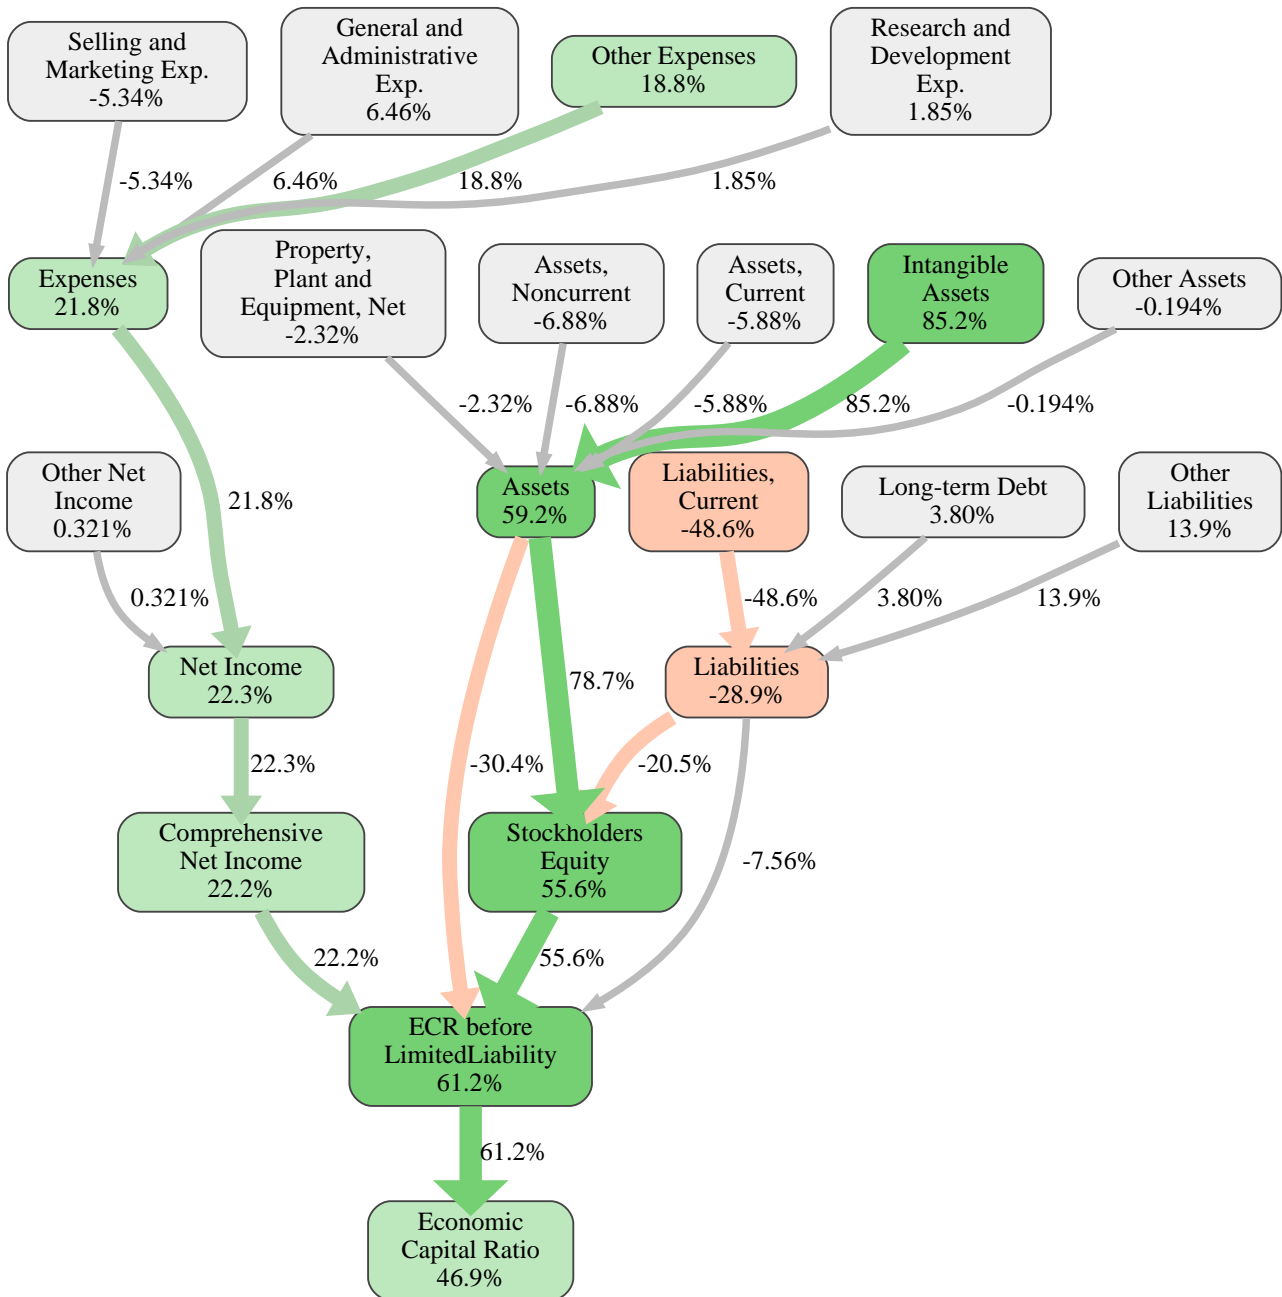 Selling and
Marketing Exp.
-5.34%
General and
Administrative
Exp.
6.46%
Other Expenses
18.8%
Research and
Development
Exp.
1.85%
-5.34%
6.46%
18.8%
1.85%
Expenses
21.8%
Property,
Plant and
Equipment, Net
-2.32%
Assets,
Noncurrent
-6.88%
Assets,
Current
-5.88%
Intangible
Assets
85.2%
Other Assets
-0.194%
-2.32%
-6.88%
-5.88%
85.2%
-0.194%
Other Net
Income
0.321%
21.8%
Assets
59.2%
Liabilities,
Current
-48.6%
Long-term Debt
3.80%
Other
Liabilities
13.9%
0.321%
-48.6%
3.80%
13.9%
Net Income
22.3%
78.7%
Liabilities
-28.9%
22.3%
-30.4%
-20.5%
Comprehensive
Net Income
22.2%
Stockholders
Equity
55.6%
-7.56%
22.2%
55.6%
ECR before
LimitedLiability
61.2%
61.2%
Economic
Capital Ratio
46.9%